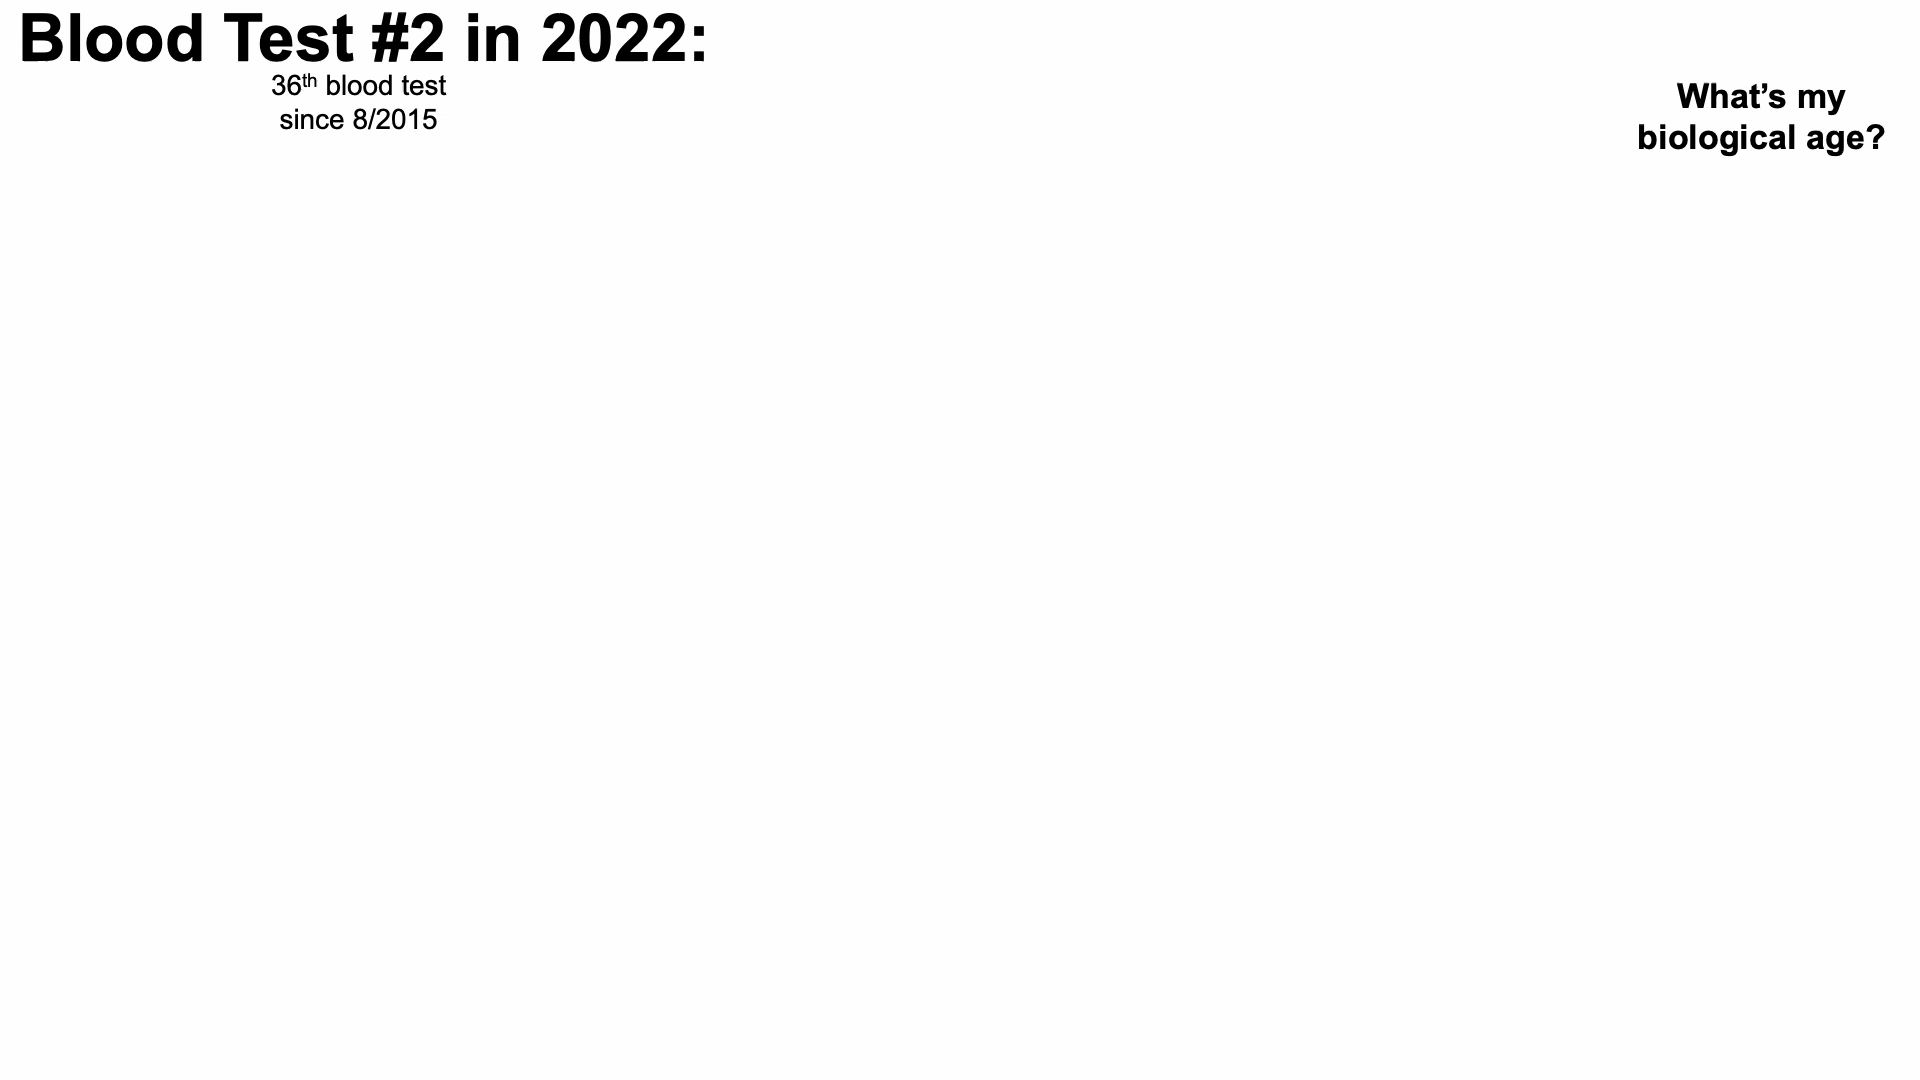 Blood Test #2 in 2022:
36th blood test
since 8/2015
What’s my
biological age?